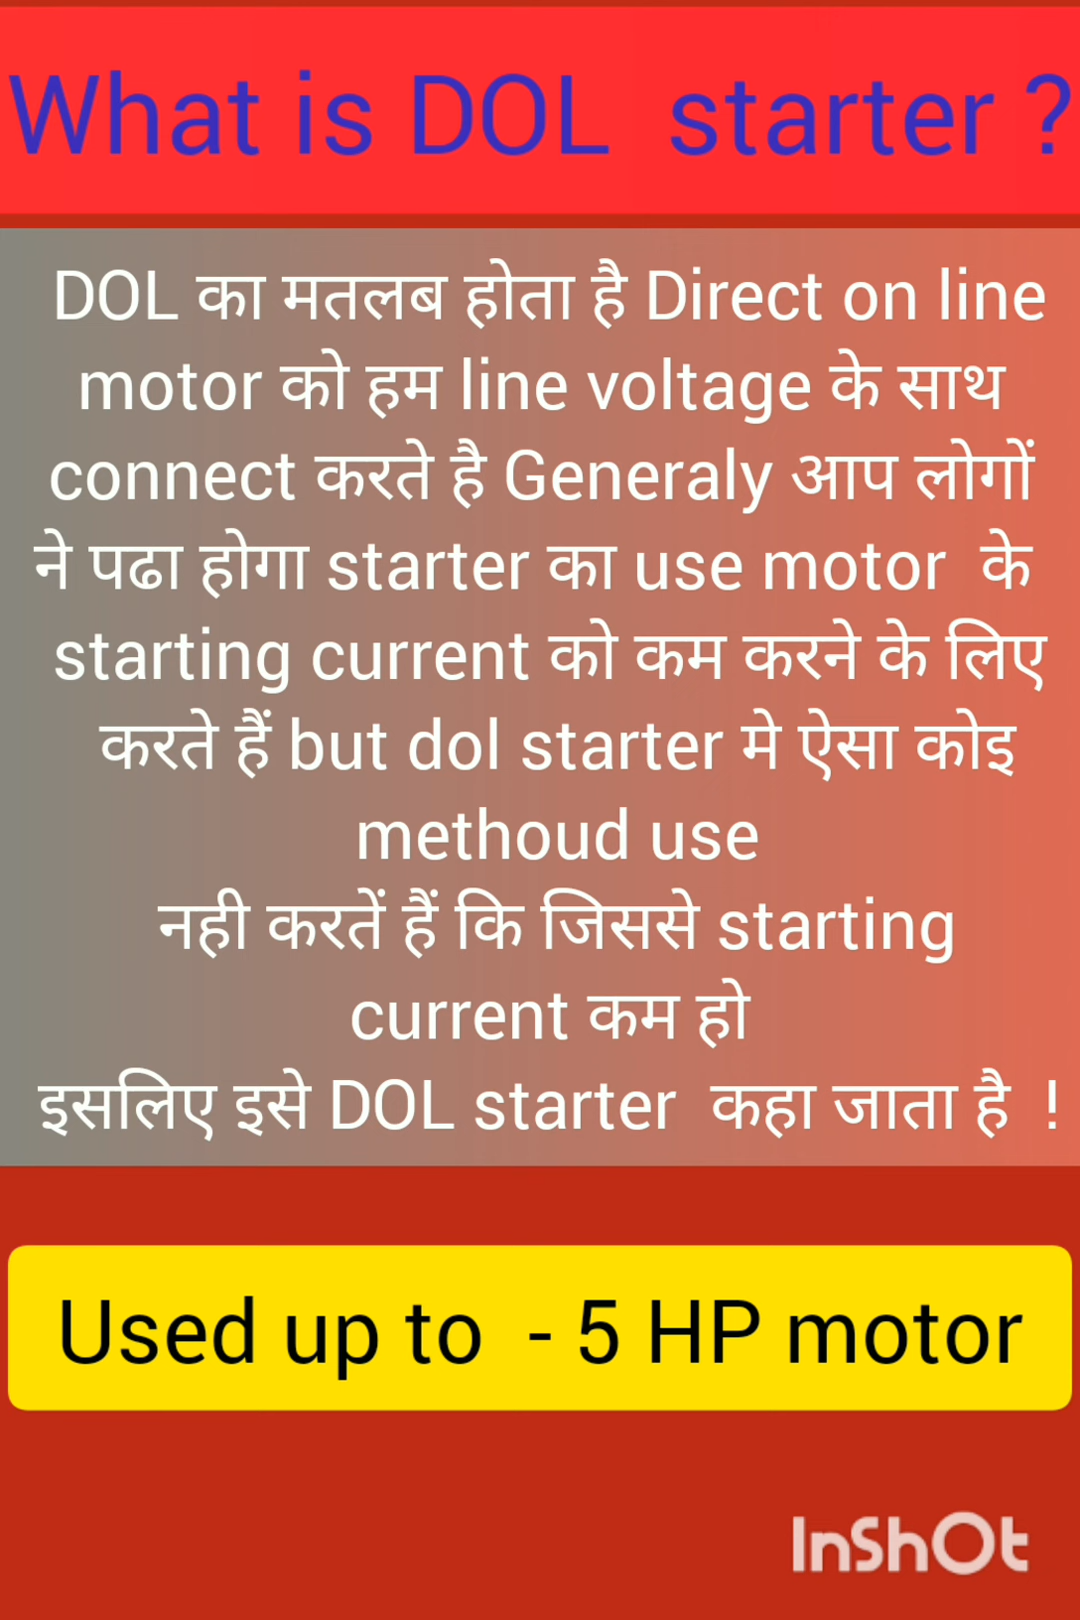 What is DOL starter ?
DOL का मतलब होता है Direct on line
motor को हम line voltage के साथ
connect करते है Generaly आप लोगों
ने पढा होगा starter का use motor के
starting current को कम करने के लिए
करते हैं but dol starter मे ऐसा कोइ
methoud use
नही करतें हैं कि जिससे starting
current कम हो
इसलिए इसे DOL starter कहा जाता है !
Used up to - 5 HP motor
InShOt